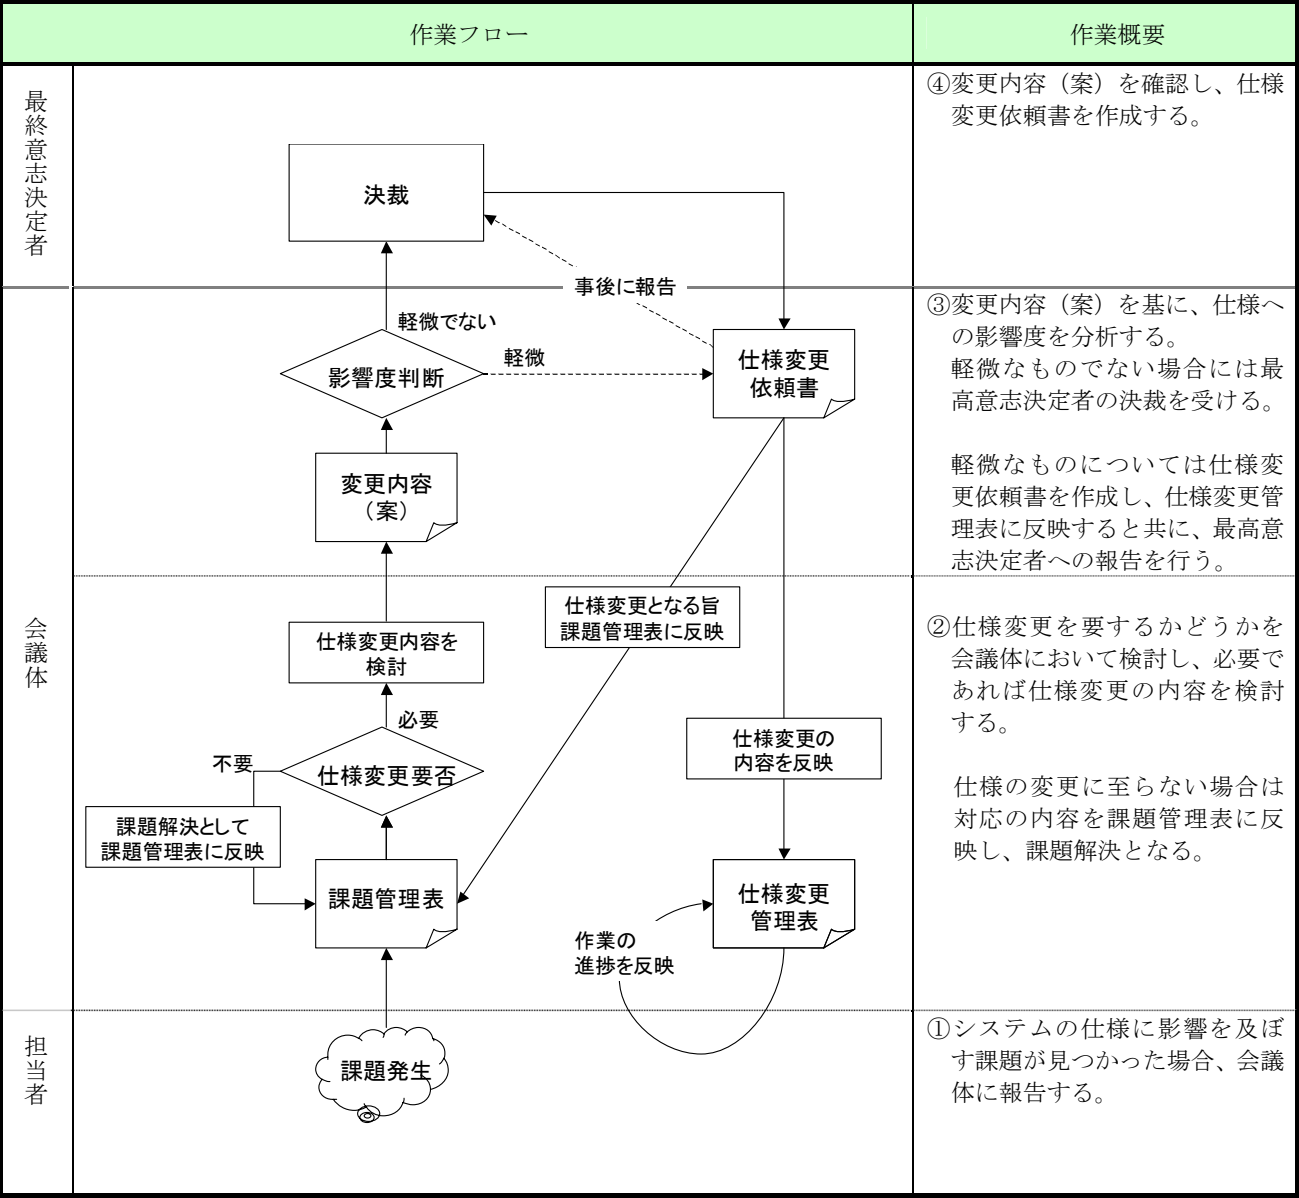 作業フロー
作業概要
最終意志決定者
決裁
事後に報告
軽微でない
影響度判断
軽微
仕様変更
依頼書
変更内容
（案）
会議体
仕様変更となる旨
課題管理表に反映
仕様変更内容を
検討
必要
不要
仕様変更要否
仕様変更の
内容を反映
課題解決として
課題管理表に反映
課題管理表
仕様変更
管理表
作業の
進捗を反映
担当者
課題発生
④変更内容（案）を確認し、仕様
変更依頼書を作成する。
③変更内容（案）を基に、仕様へ
の影響度を分析する。
軽微なものでない場合には最
高意志決定者の決裁を受ける。
軽微なものについては仕様変
更依頼書を作成し、仕様変更管
理表に反映すると共に、最高意
志決定者への報告を行う。
②仕様変更を要するかどうかを
会議体において検討し、必要で
あれば仕様変更の内容を検討
する。
仕様の変更に至らない場合は
対応の内容を課題管理表に反
映し、課題解決となる。
①システムの仕様に影響を及ぼ
す課題が見つかった場合、会議
体に報告する。